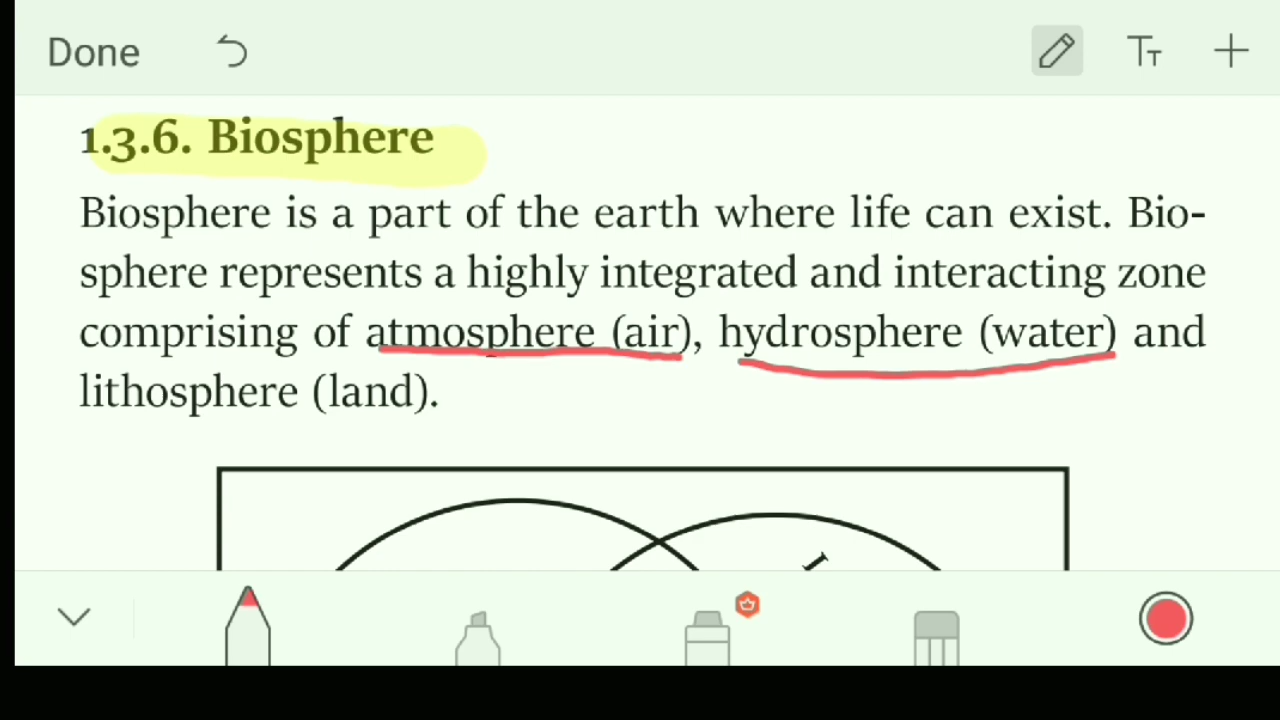 Done
1.3.6. Biosphere
Biosphere is a part of the earth where life can exist. Bio-
sphere represents a highly integrated and interacting zone
comprising of atmosphere (air), hydrosphere (water) and
lithosphere (land).